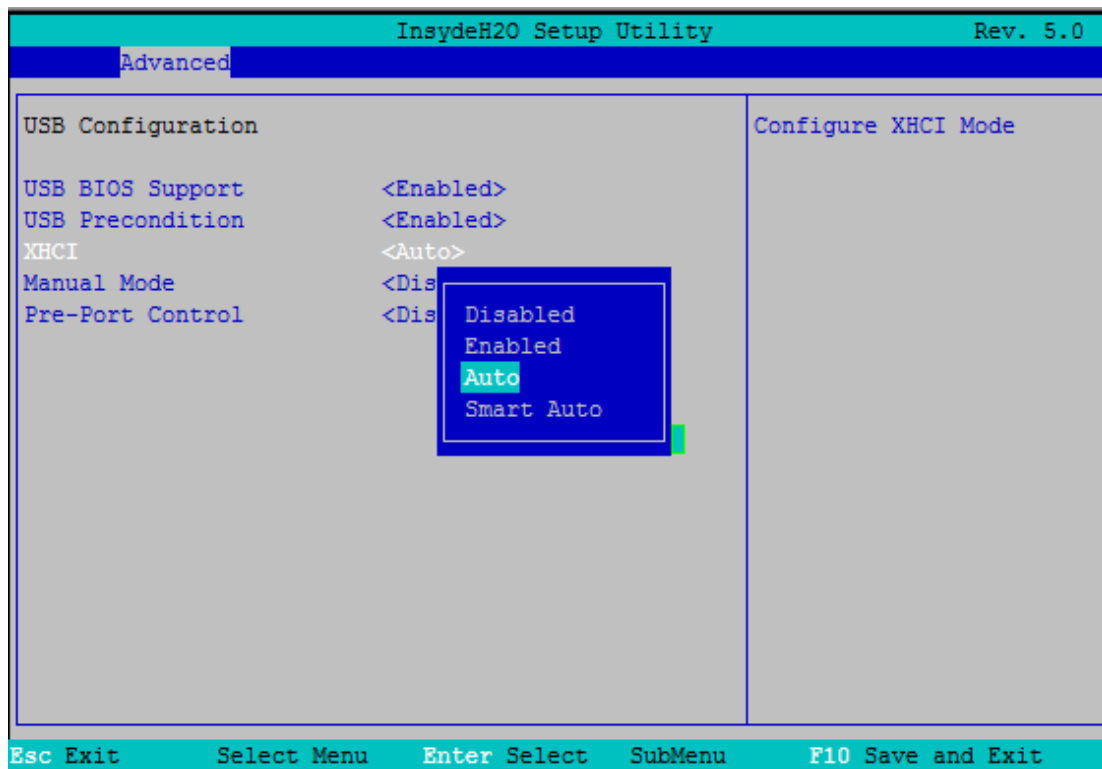 InsydeH2O Setup Utility Rev. 5.0
Advanced
USB Configuration
Configure XHCI Mode
USB BIOS Support <Enabled>
USB Precondition <Enabled>
XHCI <Auto>
Manual Mode <Dis
Pre-Port Control <Dis
Disabled
Enabled
Auto
Smart Auto
Esc Exit Select Menu Enter Select SubMenu F10 Save and Exit